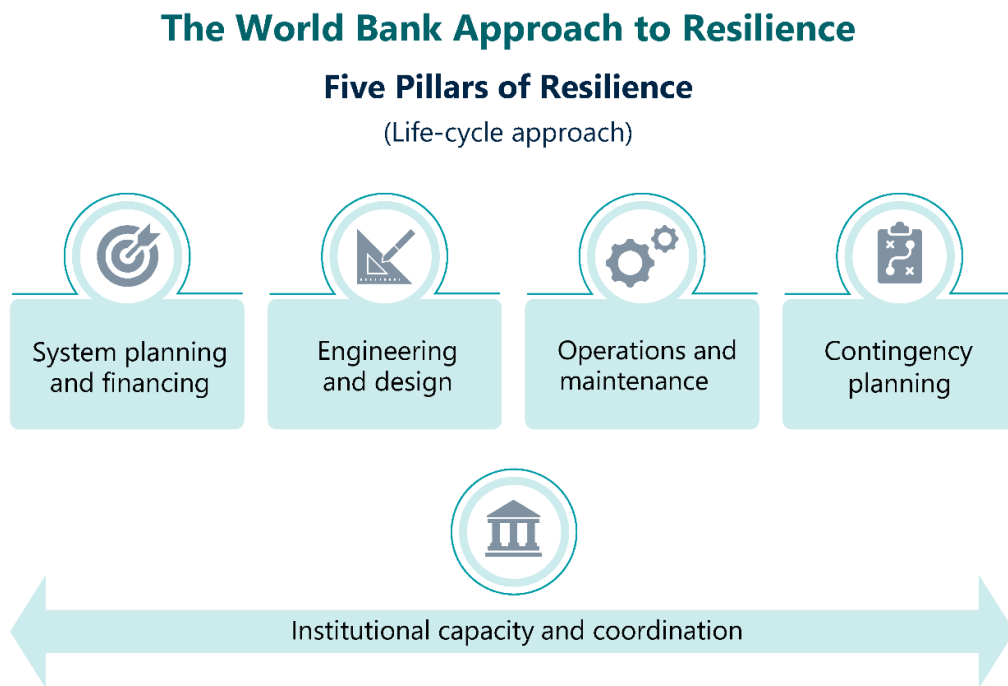 The World Bank Approach to Resilience
Five Pillars of Resilience
(Life-cycle approach)
System planning
and financing
Engineering
and design
Operations and
maintenance
Contingency
planning
Institutional capacity and coordination